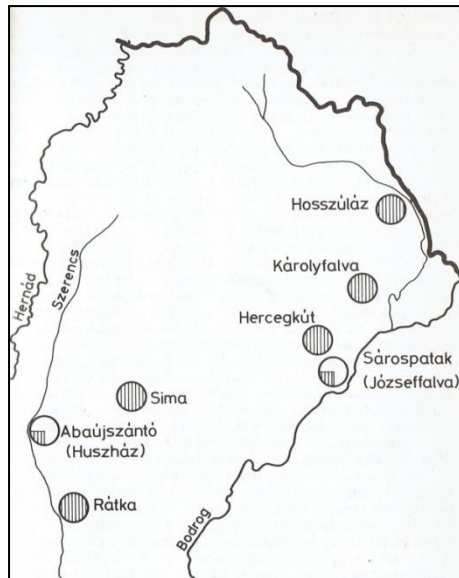 Hosszúláz
Károlyfalva
Hercegkút
Sárospatak
(Józseffalva)
Hernád
Szerencs
Sima
Abaújszántó
(Huszház)
Rátka
Bodrog